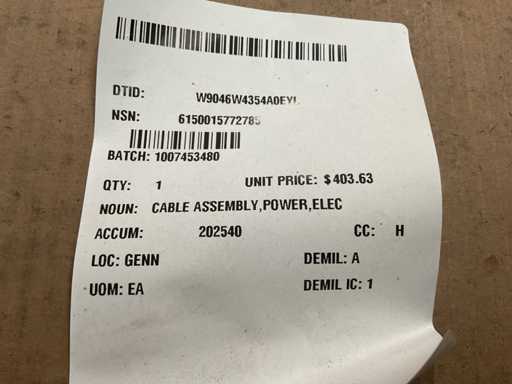 DTID: W9046W4354A0EYL
NSN: 6150015772785
BATCH: 1007453480
QTY: 1 UNIT PRICE: $403.63
NOUN: CABLE ASSEMBLY,POWER,ELEC
ACCUM: 202540 CC: H
LOC: GENN DEMIL: A
UOM: EA DEMIL IC: 1